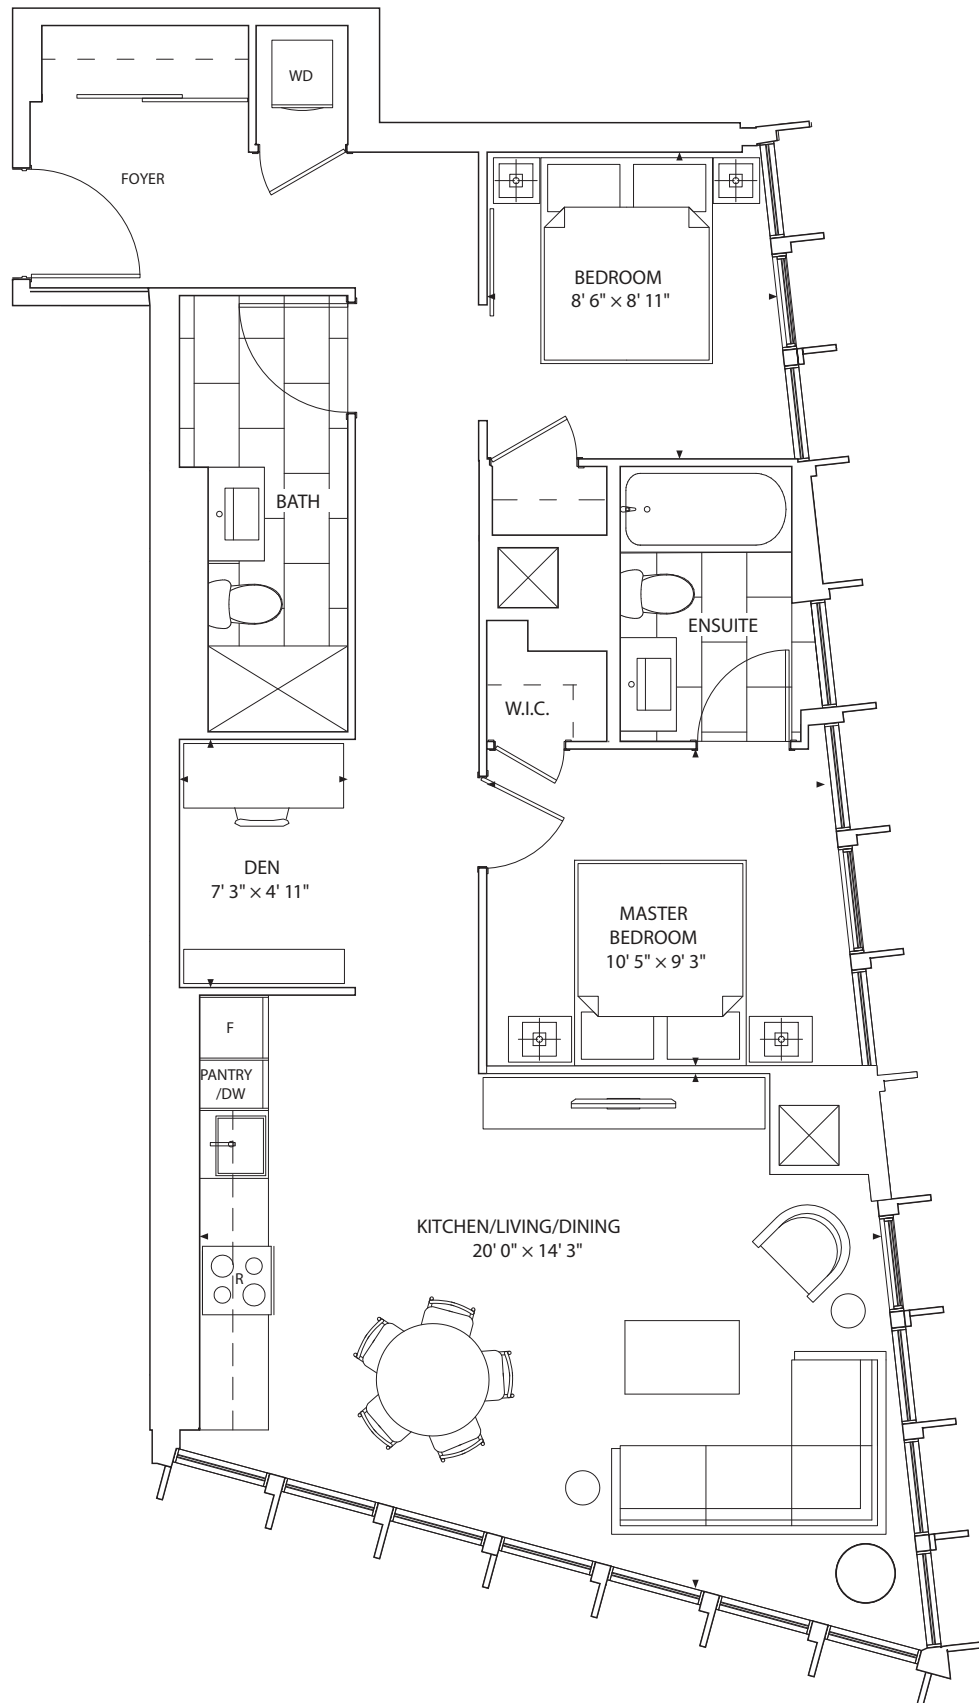 WD
FOYER
BEDROOM
8' 6" × 8' 11"
BATH
ENSUITE
W.I.C.
DEN
7' 3" × 4' 11"
MASTER
BEDROOM
10' 5" × 9' 3"
F
PANTRY
/DW
KITCHEN/LIVING/DINING
20' 0" × 14' 3"
R